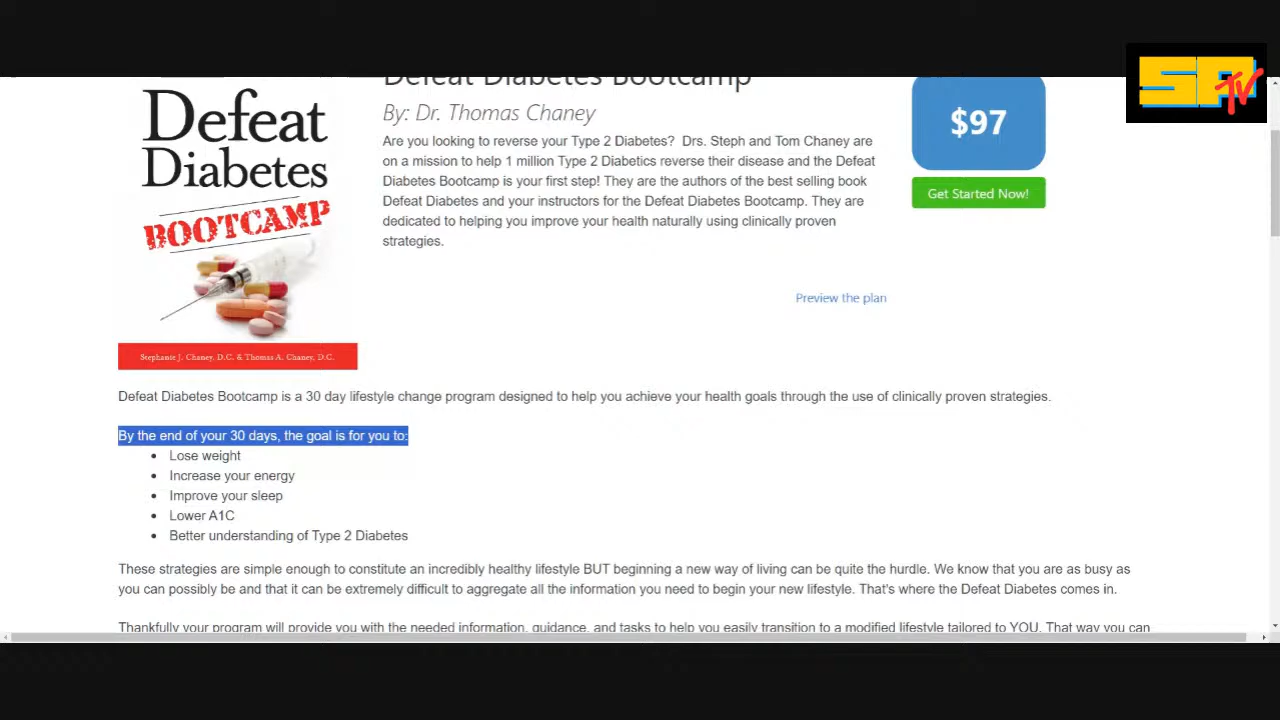 SPTV
Defeat Diabetes Bootcamp
By: Dr. Thomas Chaney
Are you looking to reverse your Type 2 Diabetes? Drs. Steph and Tom Chaney are
on a mission to help 1 million Type 2 Diabetics reverse their disease and the Defeat
Diabetes Bootcamp is your first step! They are the authors of the best selling book
Defeat Diabetes and your instructors for the Defeat Diabetes Bootcamp. They are
dedicated to helping you improve your health naturally using clinically proven
strategies.
Preview the plan
$97
Get Started Now!
Defeat
Diabetes
BOOTCAMP
Stephanie J. Chaney, D.C. & Thomas A. Chaney, D.C.
Defeat Diabetes Bootcamp is a 30 day lifestyle change program designed to help you achieve your health goals through the use of clinically proven strategies.
By the end of your 30 days, the goal is for you to:
• Lose weight
• Increase your energy
• Improve your sleep
• Lower A1C
• Better understanding of Type 2 Diabetes
These strategies are simple enough to constitute an incredibly healthy lifestyle BUT beginning a new way of living can be quite the hurdle. We know that you are as busy as
you can possibly be and that it can be extremely difficult to aggregate all the information you need to begin your new lifestyle. That's where the Defeat Diabetes comes in.
Thankfully your program will provide you with the needed information, guidance, and tasks to help you easily transition to a modified lifestyle tailored to YOU. That way you can